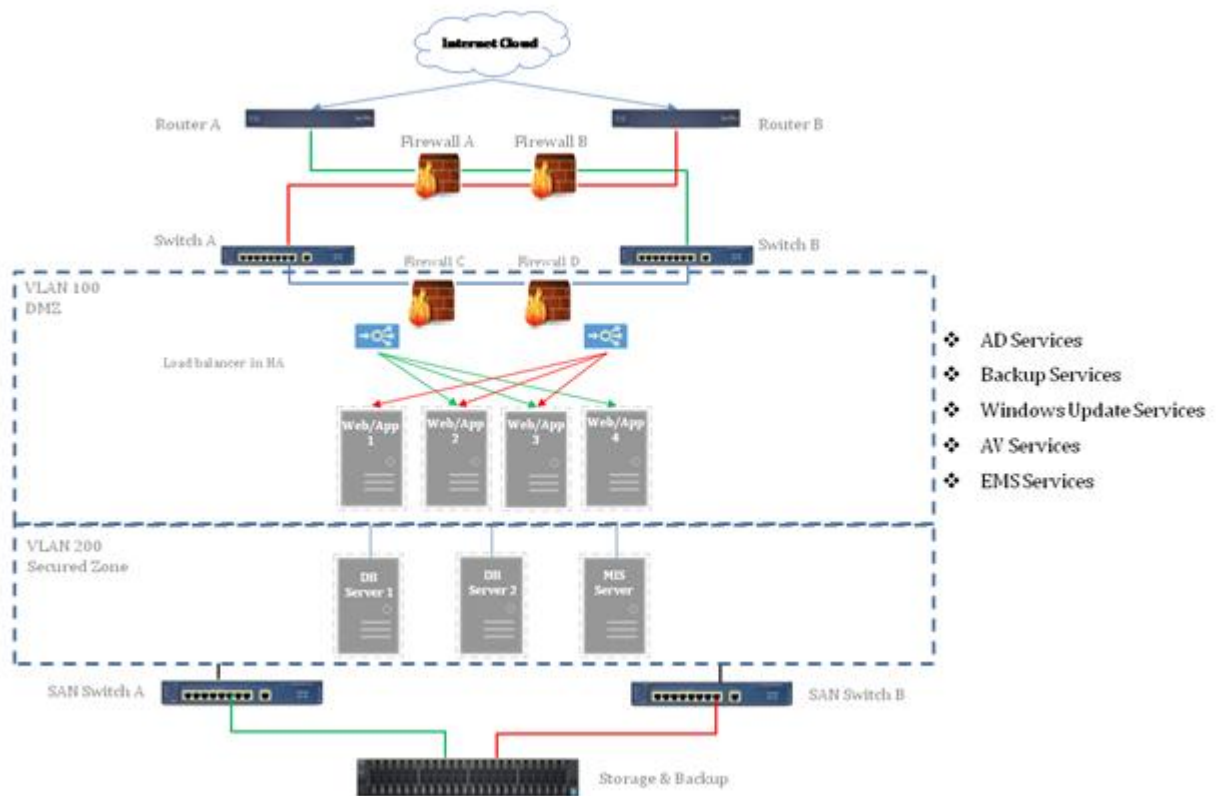 Internet Cloud
Router A
Router B
Firewall A
Firewall B
Switch A
Switch B
Firewall C
Firewall D
VLAN 100
DMZ
Load balancer in HA
Web/App
1
Web/App
2
Web/App
3
Web/App
4
❖ AD Services
❖ Backup Services
❖ Windows Update Services
❖ AV Services
❖ EMS Services
VLAN 200
Secured Zone
DB
Server 1
DB
Server 2
MIS
Server
SAN Switch A
SAN Switch B
Storage & Backup